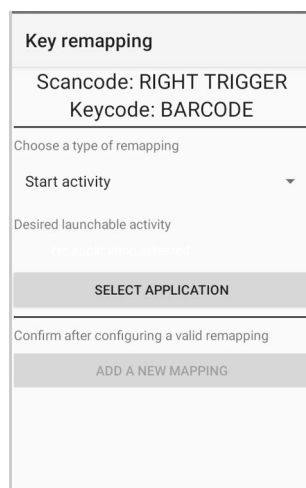 Key remapping
Scancode: RIGHT TRIGGER
Keycode: BARCODE
Choose a type of remapping
Start activity
Desired launchable activity
SELECT APPLICATION
Confirm after configuring a valid remapping
ADD A NEW MAPPING